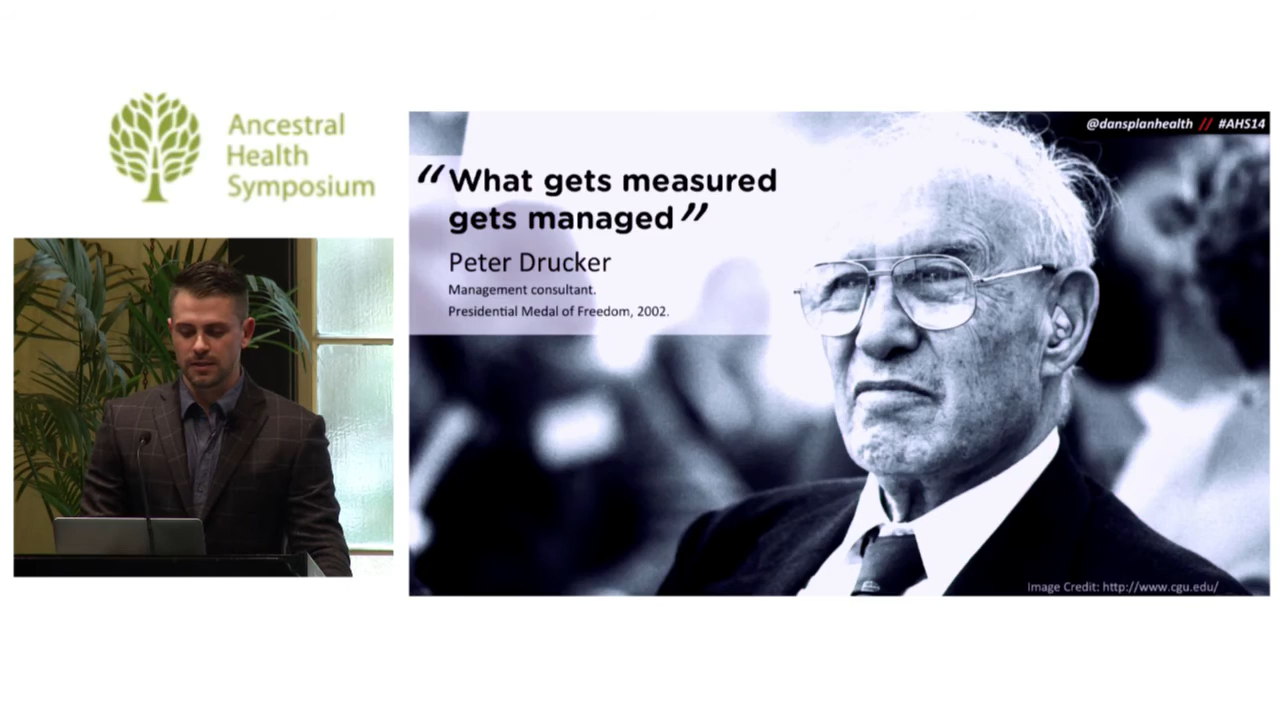 Ancestral
Health
Symposium
@dansplanhealth // #AHS14
“What gets measured
gets managed”
Peter Drucker
Management consultant.
Presidential Medal of Freedom, 2002.
Image Credit: http://www.cgu.edu/